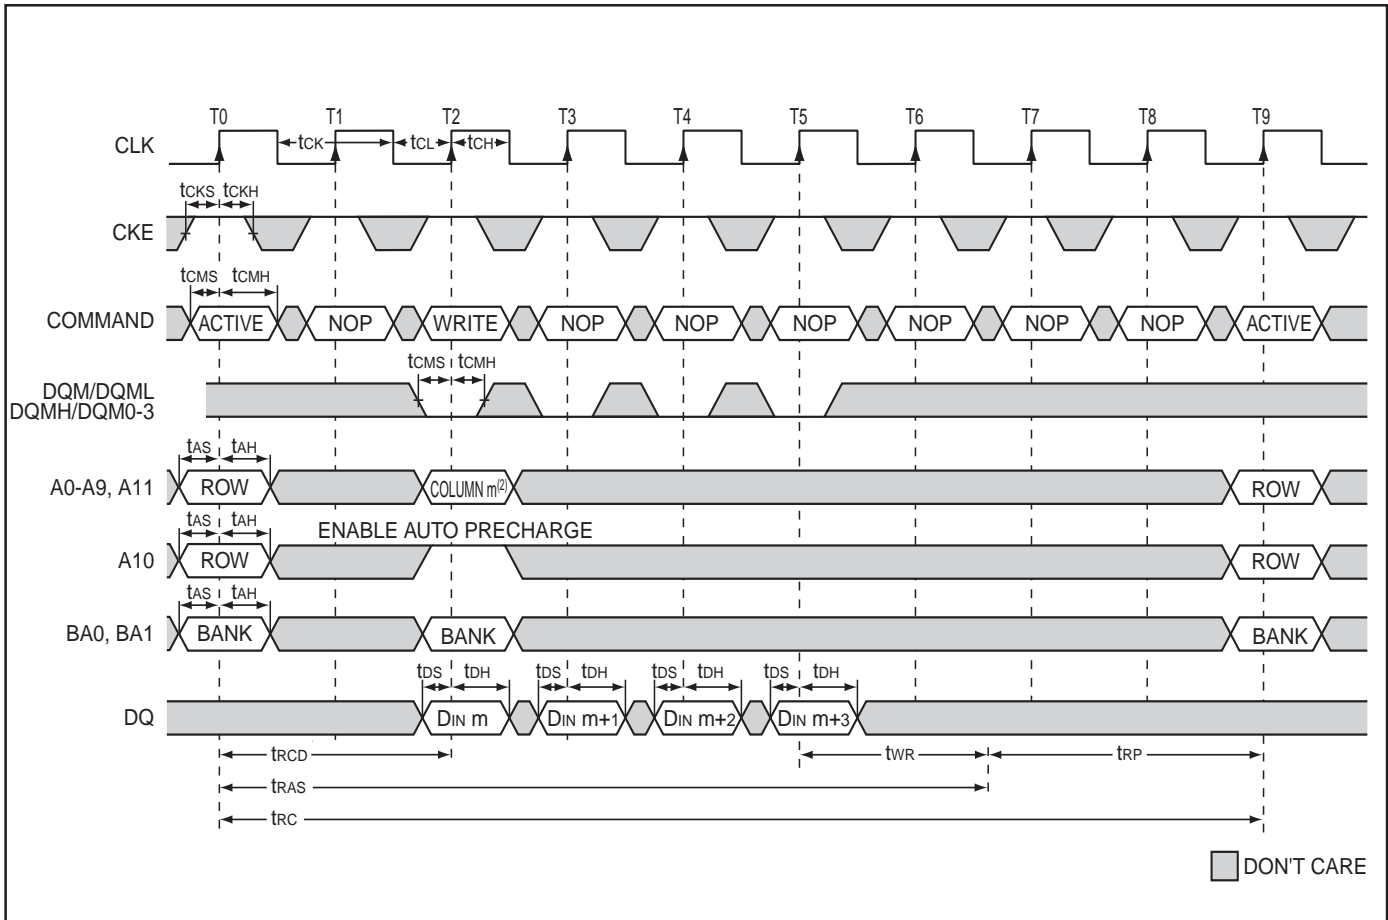 T0 T1 T2 T3 T4 T5 T6 T7 T8 T9
CLK tCK tCL tCH
tCKS tCKH
CKE
tCMS tCMH
COMMAND ACTIVE NOP WRITE NOP NOP NOP NOP NOP NOP ACTIVE
tCMS tCMH
DQM/DQML
DQMH/DQM0-3
tAS tAH
A0-A9, A11 ROW COLUMN m(2) ROW
tAS tAH ENABLE AUTO PRECHARGE
A10 ROW ROW
tAS tAH
BA0, BA1 BANK BANK BANK
tDS tDH tDS tDH tDS tDH tDS tDH
DQ DIN m DIN m+1 DIN m+2 DIN m+3
tRCD tWR tRP
tRAS
tRC
DON'T CARE